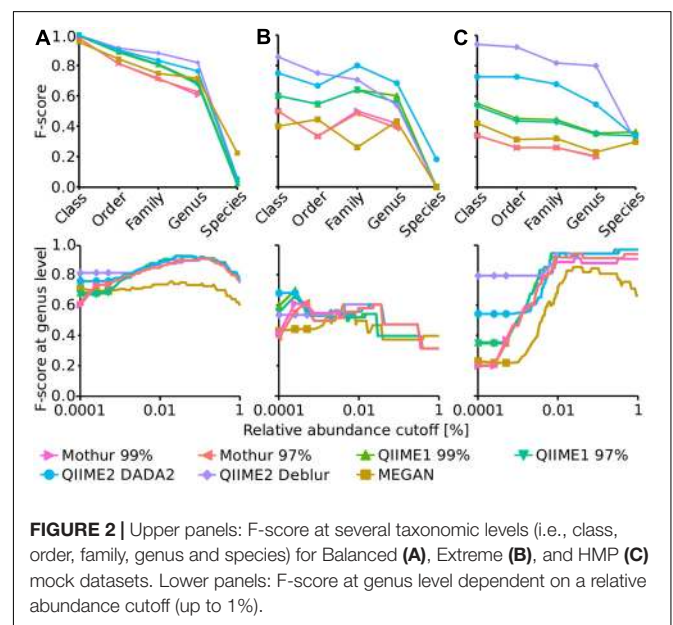 A B C
F-score
1.0
0.8
0.6
0.4
0.2
0.0
Class Order Family Genus Species
Class Order Family Genus Species
Class Order Family Genus Species
F-score at genus level
1.0
0.8
0.6
0.4
0.2
0.0
0.0001 0.01 1 0.0001 0.01 1 0.0001 0.01 1
Relative abundance cutoff [%]
Mothur 99% Mothur 97% QIIME1 99% QIIME1 97%
QIIME2 DADA2 QIIME2 Deblur MEGAN
FIGURE 2 | Upper panels: F-score at several taxonomic levels (i.e., class,
order, family, genus and species) for Balanced (A), Extreme (B), and HMP (C)
mock datasets. Lower panels: F-score at genus level dependent on a relative
abundance cutoff (up to 1%).